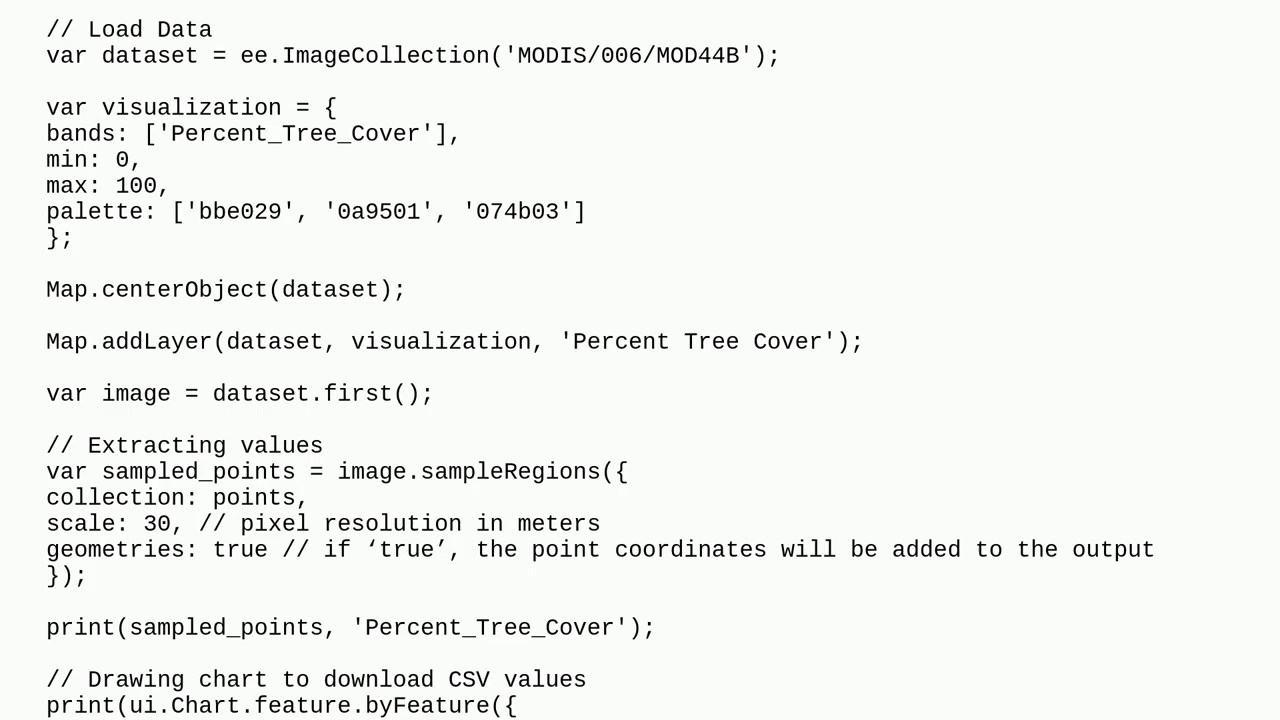 // Load Data
var dataset = ee.ImageCollection('MODIS/006/MOD44B');
var visualization = {
bands: ['Percent_Tree_Cover'],
min: 0,
max: 100,
palette: ['bbe029', '0a9501', '074b03']
};
Map.centerObject(dataset);
Map.addLayer(dataset, visualization, 'Percent Tree Cover');
var image = dataset.first();
// Extracting values
var sampled_points = image.sampleRegions({
collection: points,
scale: 30, // pixel resolution in meters
geometries: true // if ‘true’, the point coordinates will be added to the output
});
print(sampled_points, 'Percent_Tree_Cover');
// Drawing chart to download CSV values
print(ui.Chart.feature.byFeature({